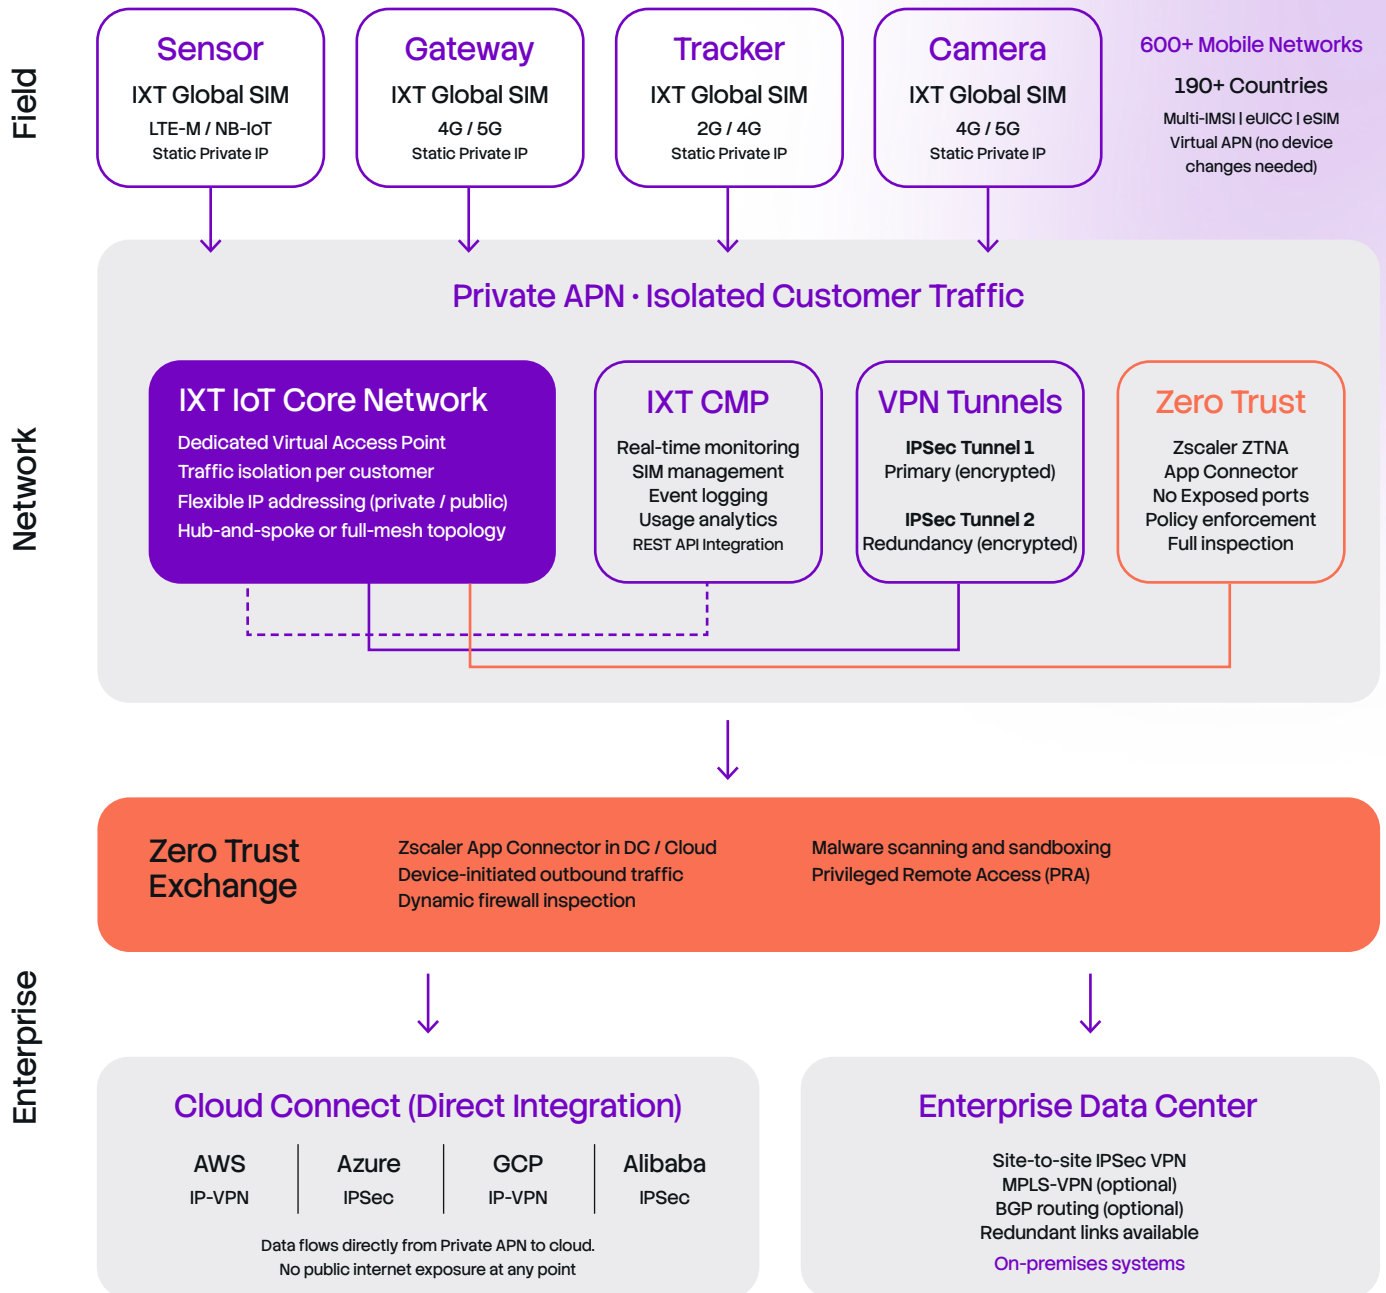 Field
Sensor
IXT Global SIM
LTE-M / NB-IoT
Static Private IP
Gateway
IXT Global SIM
4G / 5G
Static Private IP
Tracker
IXT Global SIM
2G / 4G
Static Private IP
Camera
IXT Global SIM
4G / 5G
Static Private IP
600+ Mobile Networks
190+ Countries
Multi-IMSI | eUICC | eSIM
Virtual APN (no device
changes needed)
Network
Private APN · Isolated Customer Traffic
IXT IoT Core Network
Dedicated Virtual Access Point
Traffic isolation per customer
Flexible IP addressing (private / public)
Hub-and-spoke or full-mesh topology
IXT CMP
Real-time monitoring
SIM management
Event logging
Usage analytics
REST API Integration
VPN Tunnels
IPSec Tunnel 1
Primary (encrypted)
IPSec Tunnel 2
Redundancy (encrypted)
Zero Trust
Zscaler ZTNA
App Connector
No Exposed ports
Policy enforcement
Full inspection
Enterprise
Zero Trust
Exchange
Zscaler App Connector in DC / Cloud
Device-initiated outbound traffic
Dynamic firewall inspection
Malware scanning and sandboxing
Privileged Remote Access (PRA)
Cloud Connect (Direct Integration)
AWS
IP-VPN
Azure
IPSec
GCP
IP-VPN
Alibaba
IPSec
Data flows directly from Private APN to cloud.
No public internet exposure at any point
Enterprise Data Center
Site-to-site IPSec VPN
MPLS-VPN (optional)
BGP routing (optional)
Redundant links available
On-premises systems